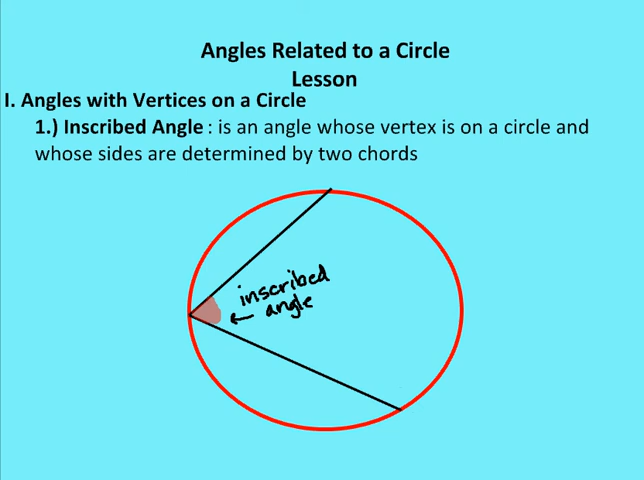 Angles Related to a Circle
Lesson
I. Angles with Vertices on a Circle
1.) Inscribed Angle : is an angle whose vertex is on a circle and
whose sides are determined by two chords
inscribed
angle